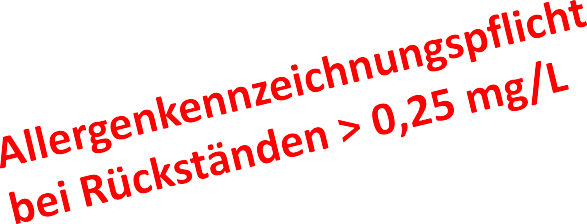 Allergenkennzeichnungspflicht
bei Rückständen > 0,25 mg/L